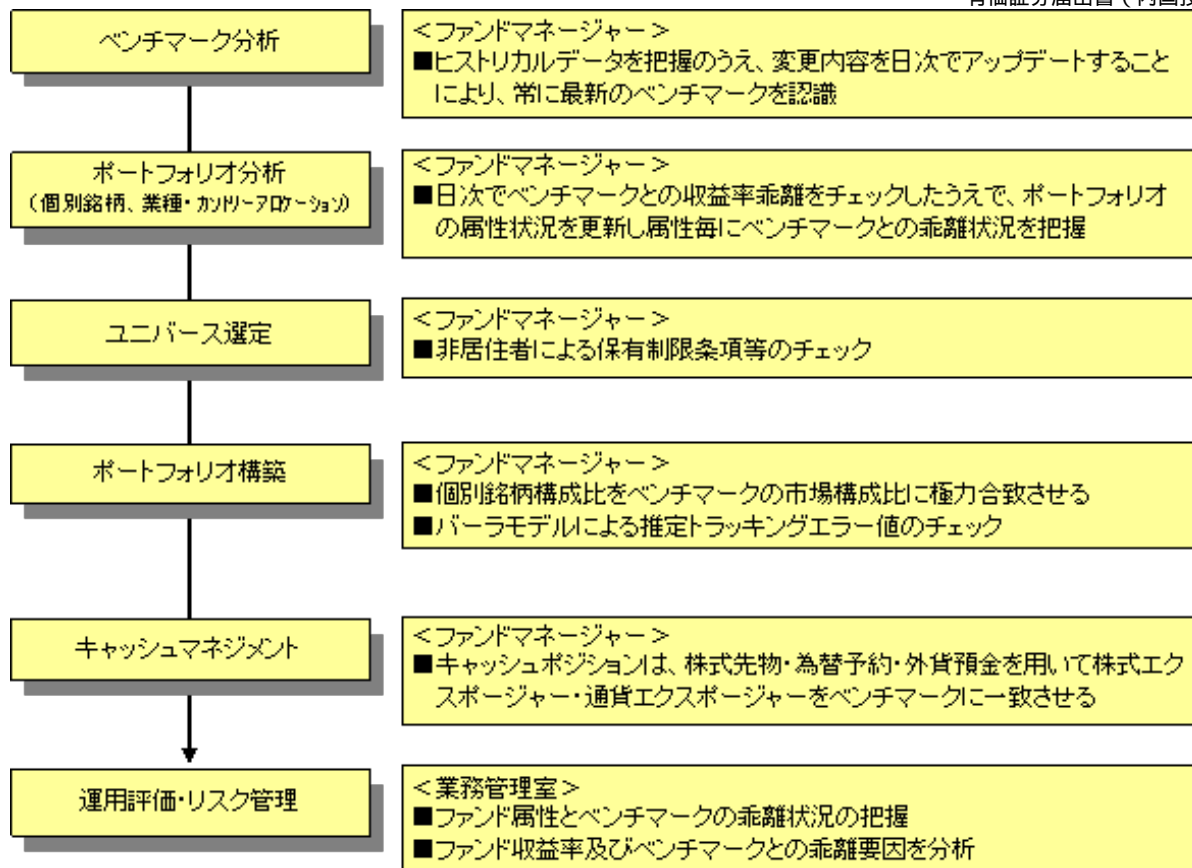 ベンチマーク分析
<ファンドマネージャー>
■ヒストリカルデータを把握のうえ、変更内容を日次でアップデートすること
により、常に最新のベンチマークを認識
ポートフォリオ分析
(個別銘柄、業種・カントリーアロケーション)
<ファンドマネージャー>
■日次でベンチマークとの収益率乖離をチェックしたうえで、ポートフォリオ
の属性状況を更新し属性毎にベンチマークとの乖離状況を把握
ユニバース選定
<ファンドマネージャー>
■非居住者による保有制限条項等のチェック
ポートフォリオ構築
<ファンドマネージャー>
■個別銘柄構成比をベンチマークの市場構成比に極力合致させる
■バーラモデルによる推定トラッキングエラー値のチェック
キャッシュマネジメント
<ファンドマネージャー>
■キャッシュポジションは、株式先物・為替予約・外貨預金を用いて株式エク
スポージャー・通貨エクスポージャーをベンチマークに一致させる
運用評価・リスク管理
<業務管理室>
■ファンド属性とベンチマークの乖離状況の把握
■ファンド収益率及びベンチマークとの乖離要因を分析